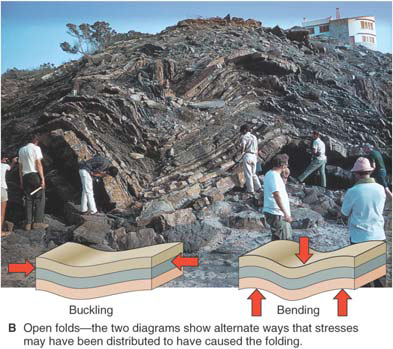 Buckling
Bending
B Open folds—the two diagrams show alternate ways that stresses
may have been distributed to have caused the folding.